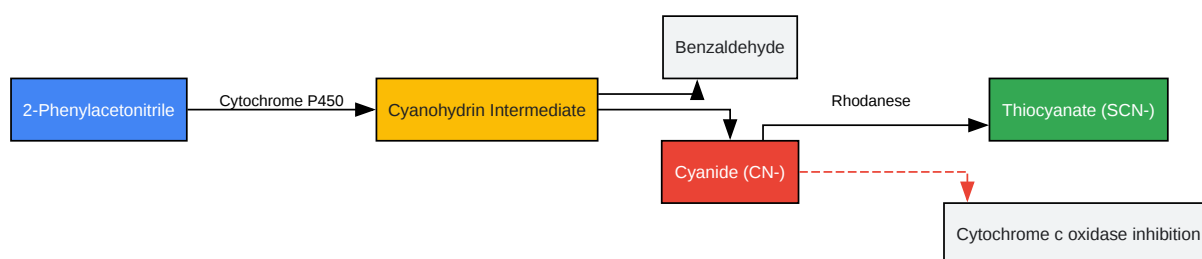 Benzaldehyde
2-Phenylacetonitrile
Cytochrome P450
Cyanohydrin Intermediate
Rhodanese
Thiocyanate (SCN-)
Cyanide (CN-)
Cytochrome c oxidase inhibition